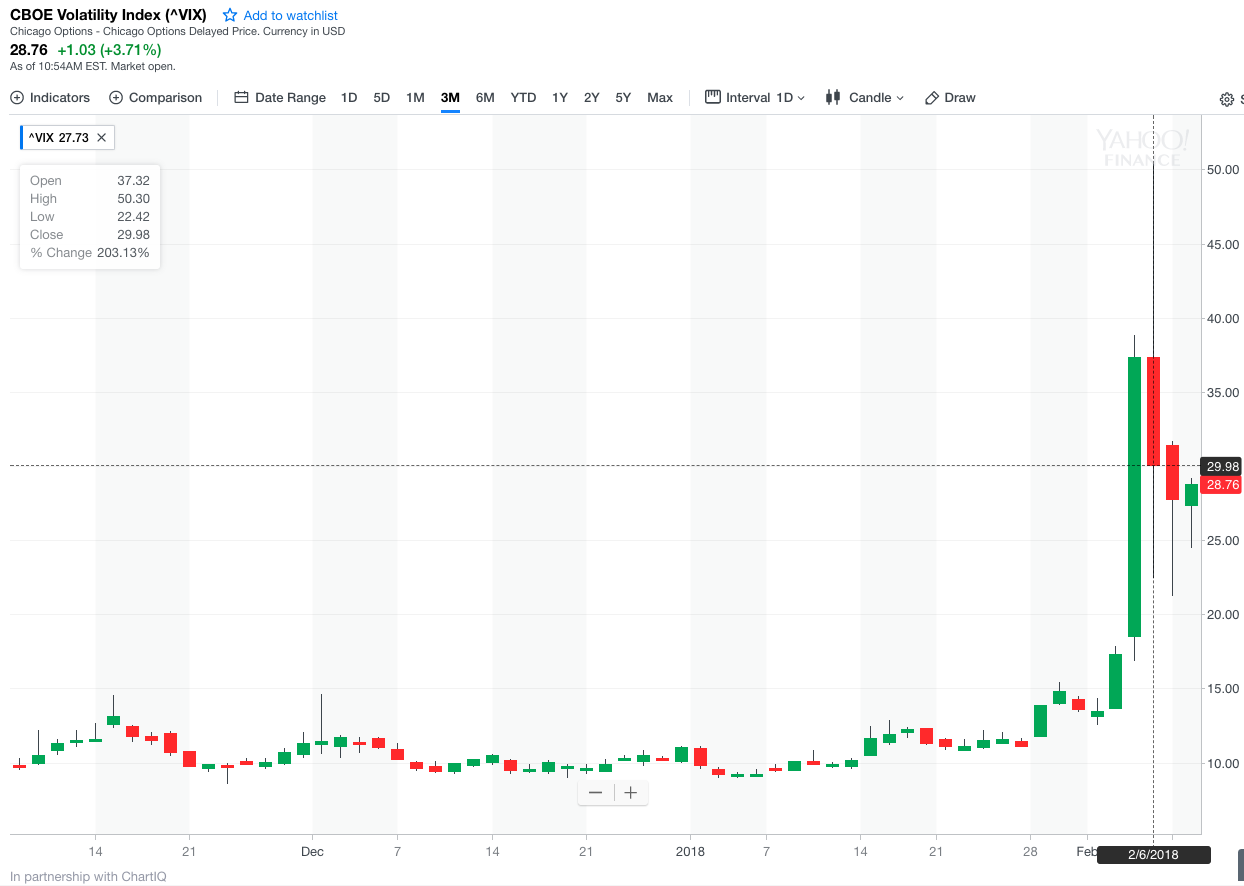 CBOE Volatility Index (^VIX) Add to watchlist
Chicago Options - Chicago Options Delayed Price. Currency in USD
28.76 +1.03 (+3.71%)
As of 10:54AM EST. Market open.
Indicators Comparison Date Range 1D 5D 1M 3M 6M YTD 1Y 2Y 5Y Max Interval 1D Candle Draw S
^VIX 27.73
YAHOO!
FINANCE
Open 37.32
High 50.30
Low 22.42
Close 29.98
% Change 203.13%
50.00
45.00
40.00
35.00
29.98
28.76
25.00
20.00
15.00
10.00
14 21 Dec 7 14 21 2018 7 14 21 28 Feb 2/6/2018
In partnership with ChartIQ